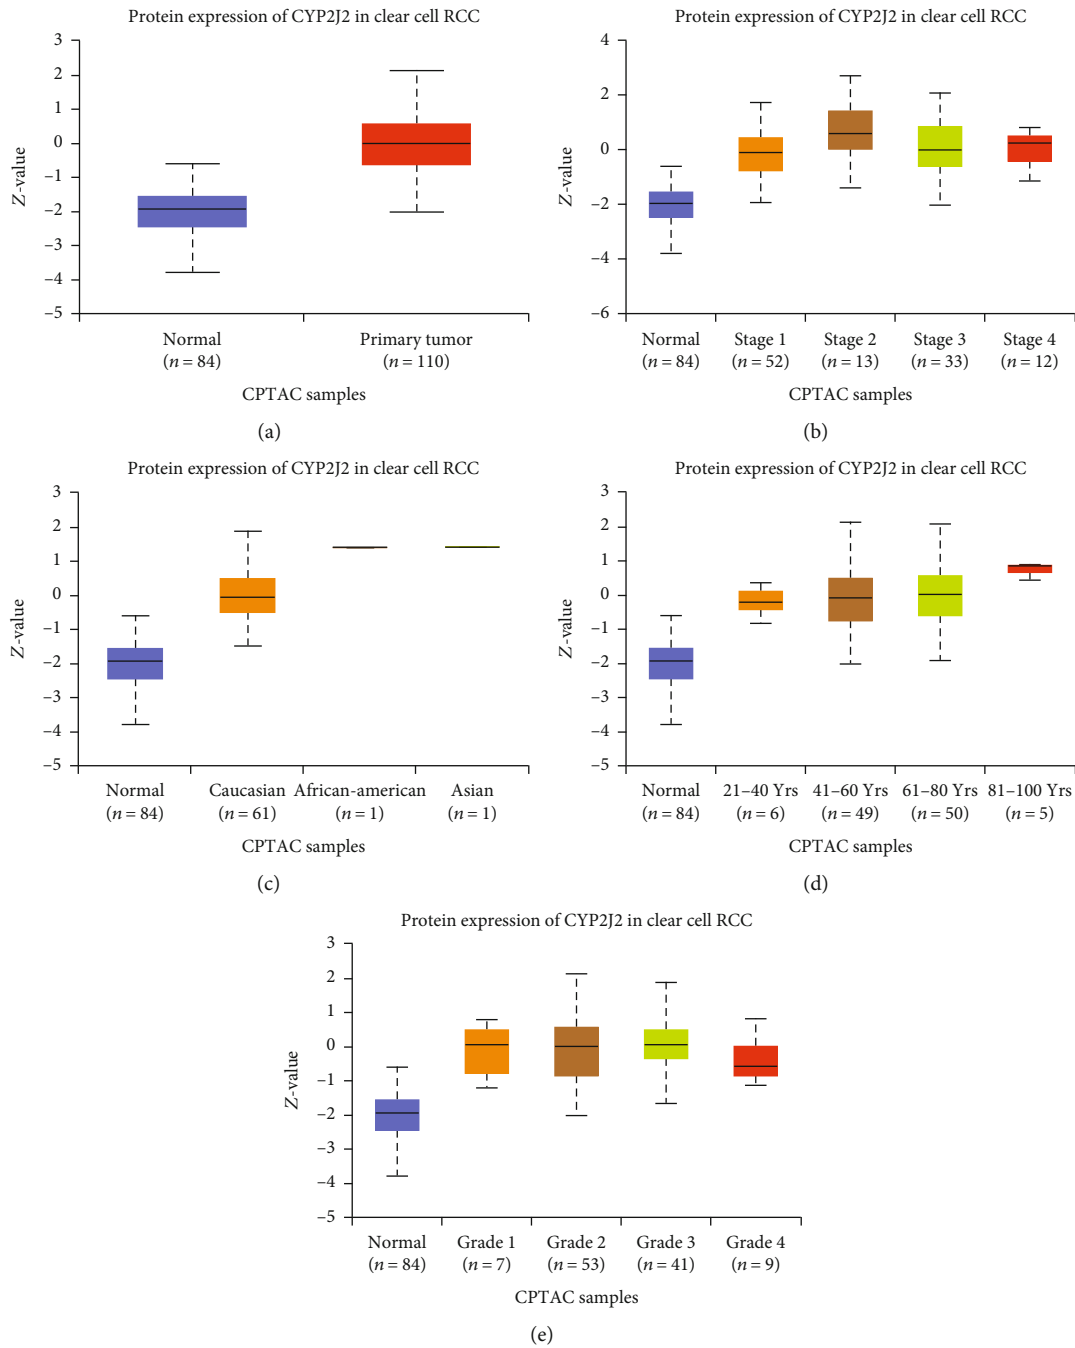 Protein expression of CYP2J2 in clear cell RCC
3
2
1
0
−1
−2
−3
−4
−5
Z-value
Normal
(n = 84)
Primary tumor
(n = 110)
CPTAC samples
(a)
Protein expression of CYP2J2 in clear cell RCC
4
2
0
−2
−4
−6
Z-value
Normal
(n = 84)
Stage 1
(n = 52)
Stage 2
(n = 13)
Stage 3
(n = 33)
Stage 4
(n = 12)
CPTAC samples
(b)
Protein expression of CYP2J2 in clear cell RCC
3
2
1
0
−1
−2
−3
−4
−5
Z-value
Normal
(n = 84)
Caucasian
(n = 61)
African-american
(n = 1)
Asian
(n = 1)
CPTAC samples
(c)
Protein expression of CYP2J2 in clear cell RCC
3
2
1
0
−1
−2
−3
−4
−5
Z-value
Normal
(n = 84)
21–40 Yrs
(n = 6)
41–60 Yrs
(n = 49)
61–80 Yrs
(n = 50)
81–100 Yrs
(n = 5)
CPTAC samples
(d)
Protein expression of CYP2J2 in clear cell RCC
3
2
1
0
−1
−2
−3
−4
−5
Z-value
Normal
(n = 84)
Grade 1
(n = 7)
Grade 2
(n = 53)
Grade 3
(n = 41)
Grade 4
(n = 9)
CPTAC samples
(e)